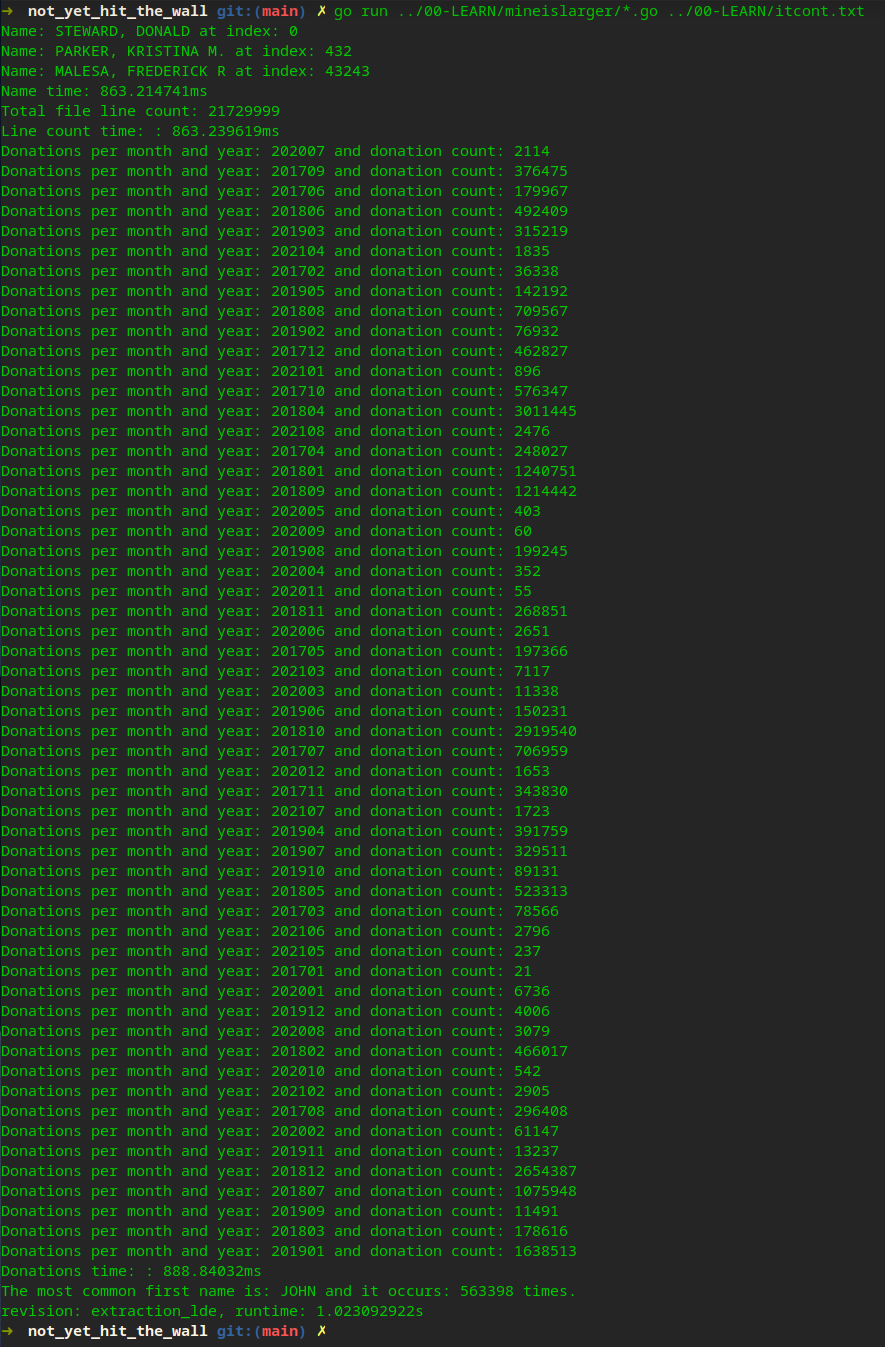 → not_yet_hit_the_wall git:(main) ✗ go run ../00-LEARN/mineislarger/*.go ../00-LEARN/itcont.txt
Name: STEWARD, DONALD at index: 0
Name: PARKER, KRISTINA M. at index: 432
Name: MALESA, FREDERICK R at index: 43243
Name time: 863.214741ms
Total file line count: 21729999
Line count time: : 863.239619ms
Donations per month and year: 202007 and donation count: 2114
Donations per month and year: 201709 and donation count: 376475
Donations per month and year: 201706 and donation count: 179967
Donations per month and year: 201806 and donation count: 492409
Donations per month and year: 201903 and donation count: 315219
Donations per month and year: 202104 and donation count: 1835
Donations per month and year: 201702 and donation count: 36338
Donations per month and year: 201905 and donation count: 142192
Donations per month and year: 201808 and donation count: 709567
Donations per month and year: 201902 and donation count: 76932
Donations per month and year: 201712 and donation count: 462827
Donations per month and year: 202101 and donation count: 896
Donations per month and year: 201710 and donation count: 576347
Donations per month and year: 201804 and donation count: 3011445
Donations per month and year: 202108 and donation count: 2476
Donations per month and year: 201704 and donation count: 248027
Donations per month and year: 201801 and donation count: 1240751
Donations per month and year: 201809 and donation count: 1214442
Donations per month and year: 202005 and donation count: 403
Donations per month and year: 202009 and donation count: 60
Donations per month and year: 201908 and donation count: 199245
Donations per month and year: 202004 and donation count: 352
Donations per month and year: 202011 and donation count: 55
Donations per month and year: 201811 and donation count: 268851
Donations per month and year: 202006 and donation count: 2651
Donations per month and year: 201705 and donation count: 197366
Donations per month and year: 202103 and donation count: 7117
Donations per month and year: 202003 and donation count: 11338
Donations per month and year: 201906 and donation count: 150231
Donations per month and year: 201810 and donation count: 2919540
Donations per month and year: 201707 and donation count: 706959
Donations per month and year: 202012 and donation count: 1653
Donations per month and year: 201711 and donation count: 343830
Donations per month and year: 202107 and donation count: 1723
Donations per month and year: 201904 and donation count: 391759
Donations per month and year: 201907 and donation count: 329511
Donations per month and year: 201910 and donation count: 89131
Donations per month and year: 201805 and donation count: 523313
Donations per month and year: 201703 and donation count: 78566
Donations per month and year: 202106 and donation count: 2796
Donations per month and year: 202105 and donation count: 237
Donations per month and year: 201701 and donation count: 21
Donations per month and year: 202001 and donation count: 6736
Donations per month and year: 201912 and donation count: 4006
Donations per month and year: 202008 and donation count: 3079
Donations per month and year: 201802 and donation count: 466017
Donations per month and year: 202010 and donation count: 542
Donations per month and year: 202102 and donation count: 2905
Donations per month and year: 201708 and donation count: 296408
Donations per month and year: 202002 and donation count: 61147
Donations per month and year: 201911 and donation count: 13237
Donations per month and year: 201812 and donation count: 2654387
Donations per month and year: 201807 and donation count: 1075948
Donations per month and year: 201909 and donation count: 11491
Donations per month and year: 201803 and donation count: 178616
Donations per month and year: 201901 and donation count: 1638513
Donations time: : 888.84032ms
The most common first name is: JOHN and it occurs: 563398 times.
revision: extraction_lde, runtime: 1.023092922s
→ not_yet_hit_the_wall git:(main) ✗